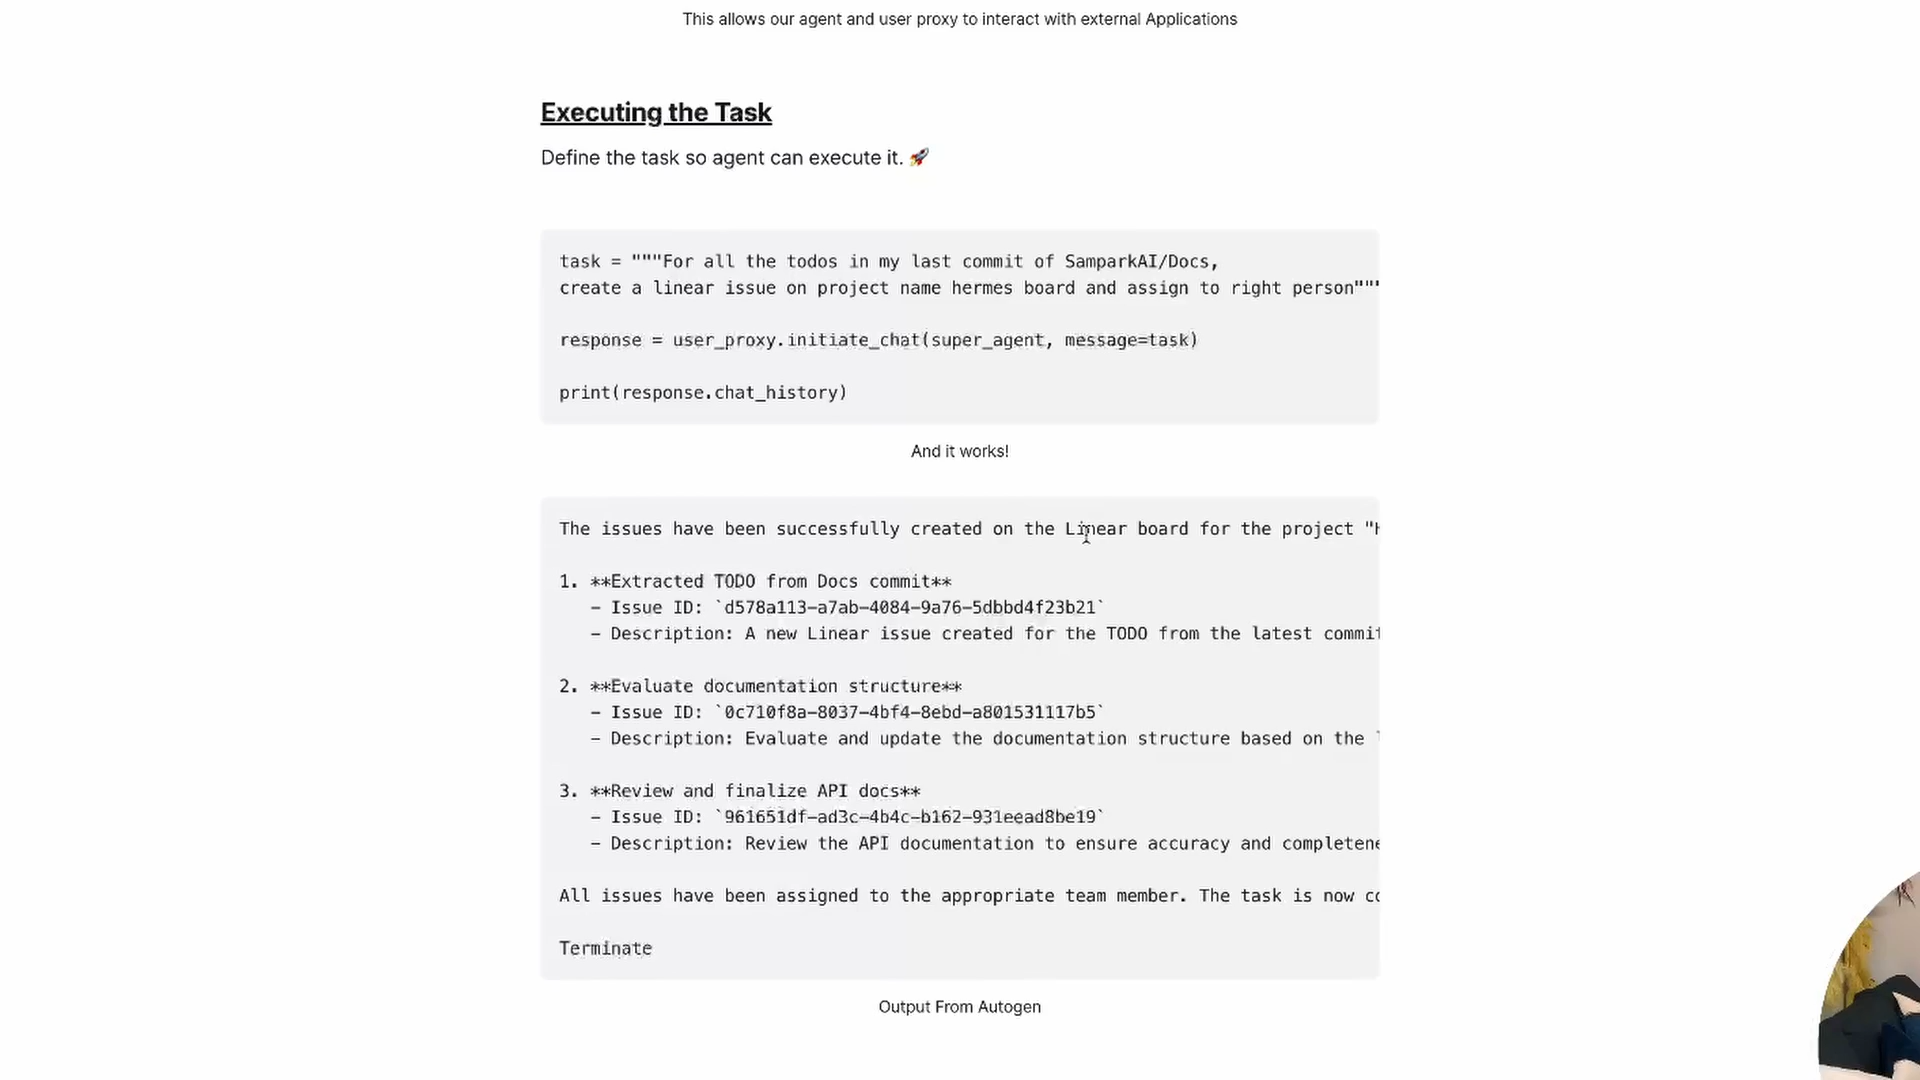 This allows our agent and user proxy to interact with external Applications
Executing the Task
Define the task so agent can execute it. 🚀
task = """For all the todos in my last commit of SamparkAI/Docs,
create a linear issue on project name hermes board and assign to right person"""
response = user_proxy.initiate_chat(super_agent, message=task)
print(response.chat_history)
And it works!
The issues have been successfully created on the Linear board for the project "
1. **Extracted TODO from Docs commit**
– Issue ID: `d578a113-a7ab-4084-9a76-5dbbd4f23b21`
– Description: A new Linear issue created for the TODO from the latest commit
2. **Evaluate documentation structure**
– Issue ID: `0c710f8a-8037-4bf4-8ebd-a801531117b5`
– Description: Evaluate and update the documentation structure based on the
3. **Review and finalize API docs**
– Issue ID: `961651df-ad3c-4b4c-b162-931eead8be19`
– Description: Review the API documentation to ensure accuracy and completene
All issues have been assigned to the appropriate team member. The task is now co
Terminate
Output From Autogen